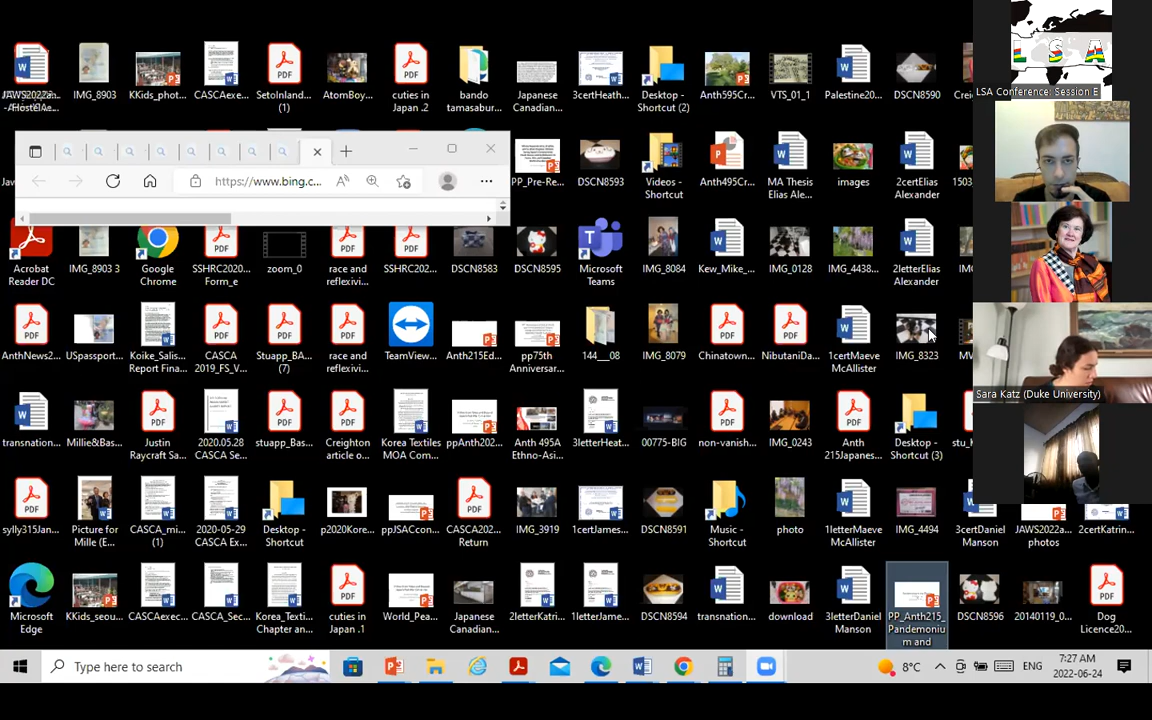 L S A
LSA Conference: Session E
JAWS2022a...
IMG_8903
KKids_phot...
CASCAexe...
SetoInland...
(1)
AtomBoy...
cuties in
Japan .2
bando
tamasabur...
Japanese
Canadian...
3certHeath...
Desktop -
Shortcut (2)
Anth595Cr...
VTS_01_1
Palestine20...
DSCN8590
https://www.bing.c...
PP_Pre-Re...
DSCN8593
Videos -
Shortcut
Anth495Cr...
MA Thesis
Elias Ale...
images
2certElias
Alexander
1503
Acrobat
Reader DC
IMG_8903 3
Google
Chrome
SSHRC2020...
Form_e
zoom_0
race and
reflexivi...
SSHRC202...
DSCN8583
DSCN8595
Microsoft
Teams
IMG_8084
Kew_Mike_...
IMG_0128
IMG_4438...
2letterElias
Alexander
AnthNews2...
USpassport...
Koike_Salis...
Report Fina...
CASCA
2019_FS_V...
Stuapp_BA...
(7)
race and
reflexivi...
TeamView...
Anth215Ed...
pp75th
Anniversar...
144___08
IMG_8079
Chinatown...
NibutaniDa...
1certMaeve
McAllister
IMG_8323
Sara Katz (Duke University)
transnation...
Millie&Bas...
Justin
Raycraft Sa...
2020.05.28
CASCA Se...
stuapp_Bas...
Creighton
article o...
Korea Textiles
MOA Com...
ppAnth202...
Anth 495A
Ethno-Asi...
3letterHeat...
00775-BIG
non-vanish...
IMG_0243
Anth
215Japanes...
Desktop -
Shortcut (3)
sylly315Jan...
Picture for
Mille (E...
CASCA_mi...
(1)
2020-05-29
CASCA Ex...
Desktop -
Shortcut
p2020Kore...
ppJSACcon...
CASCA202...
Return
IMG_3919
1certJames...
DSCN8591
Music -
Shortcut
photo
1letterMaeve
McAllister
IMG_4494
3certDaniel
Manson
JAWS2022a...
photos
2certKatrin...
Microsoft
Edge
KKids_seou...
CASCAexec...
CASCA_Sec...
Korea_Textiles
Chapter an...
cuties in
Japan .1
World_Pea...
Japanese
Canadian...
2letterKatri...
1letterJame...
DSCN8594
transnation...
download
3letterDaniel
Manson
PP_Anth215_
Pandemoniu
m and
DSCN8596
20140119_0...
Dog
Licence20...
Type here to search
8°C
ENG
7:27 AM
2022-06-24